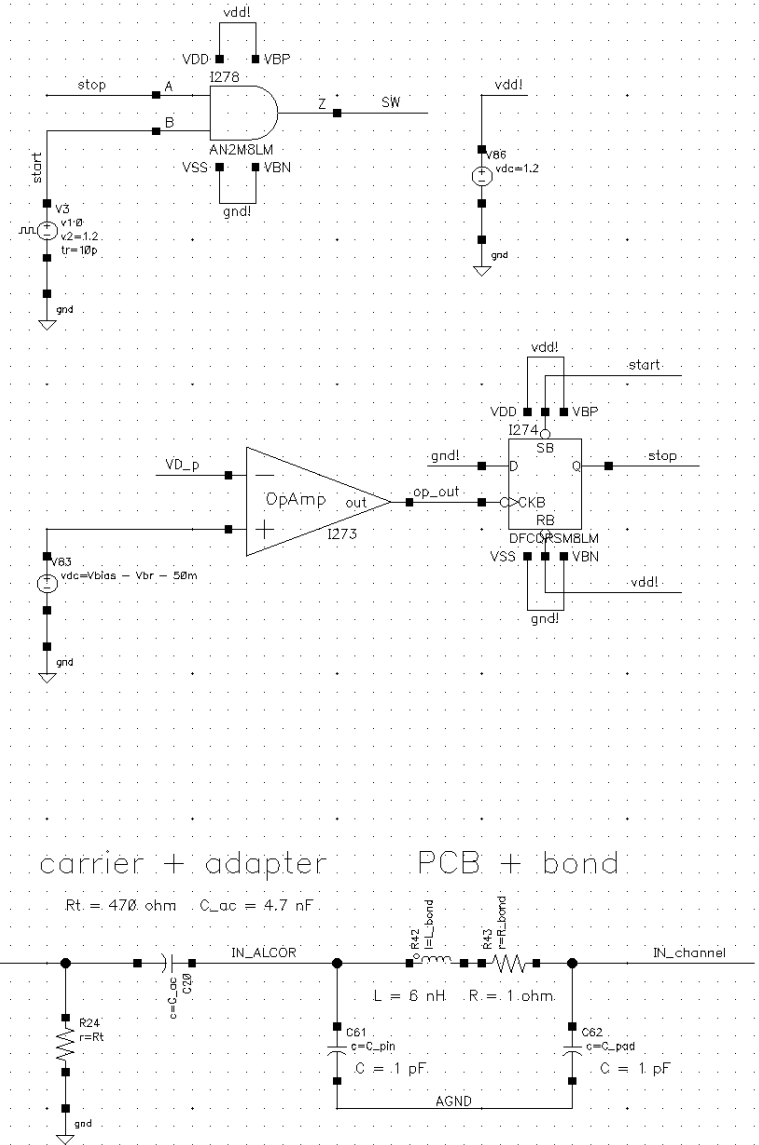 vdd!
VDD VBP
I278
stop A
Z SW
B
AN2M8LM
VSS VBN
gnd!
start
V3
v1:0
v2=1.2
tr=10p
gnd
vdd!
V86
vdc=1.2
gnd
vdd!
start
VDD VBP
I274
SB
gnd! D Q stop
VD_p
OpAmp out
op_out
CKB
I273
RB
DFCQRSM8LM
VSS VBN
vdd!
gnd!
V83
vdc=Vbias - Vbr - 50m
gnd
carrier + adapter
PCB + bond
Rt = 470 ohm C_ac = 4.7 nF
R42
l=L_bond
R43
r=R_bond
IN_ALCOR
IN_channel
c=C_ac
C20
L = 6 nH R = 1 ohm
R24
r=Rt
C61
c=C_pin
C = 1 pF
C62
c=C_pad
C = 1 pF
AGND
gnd